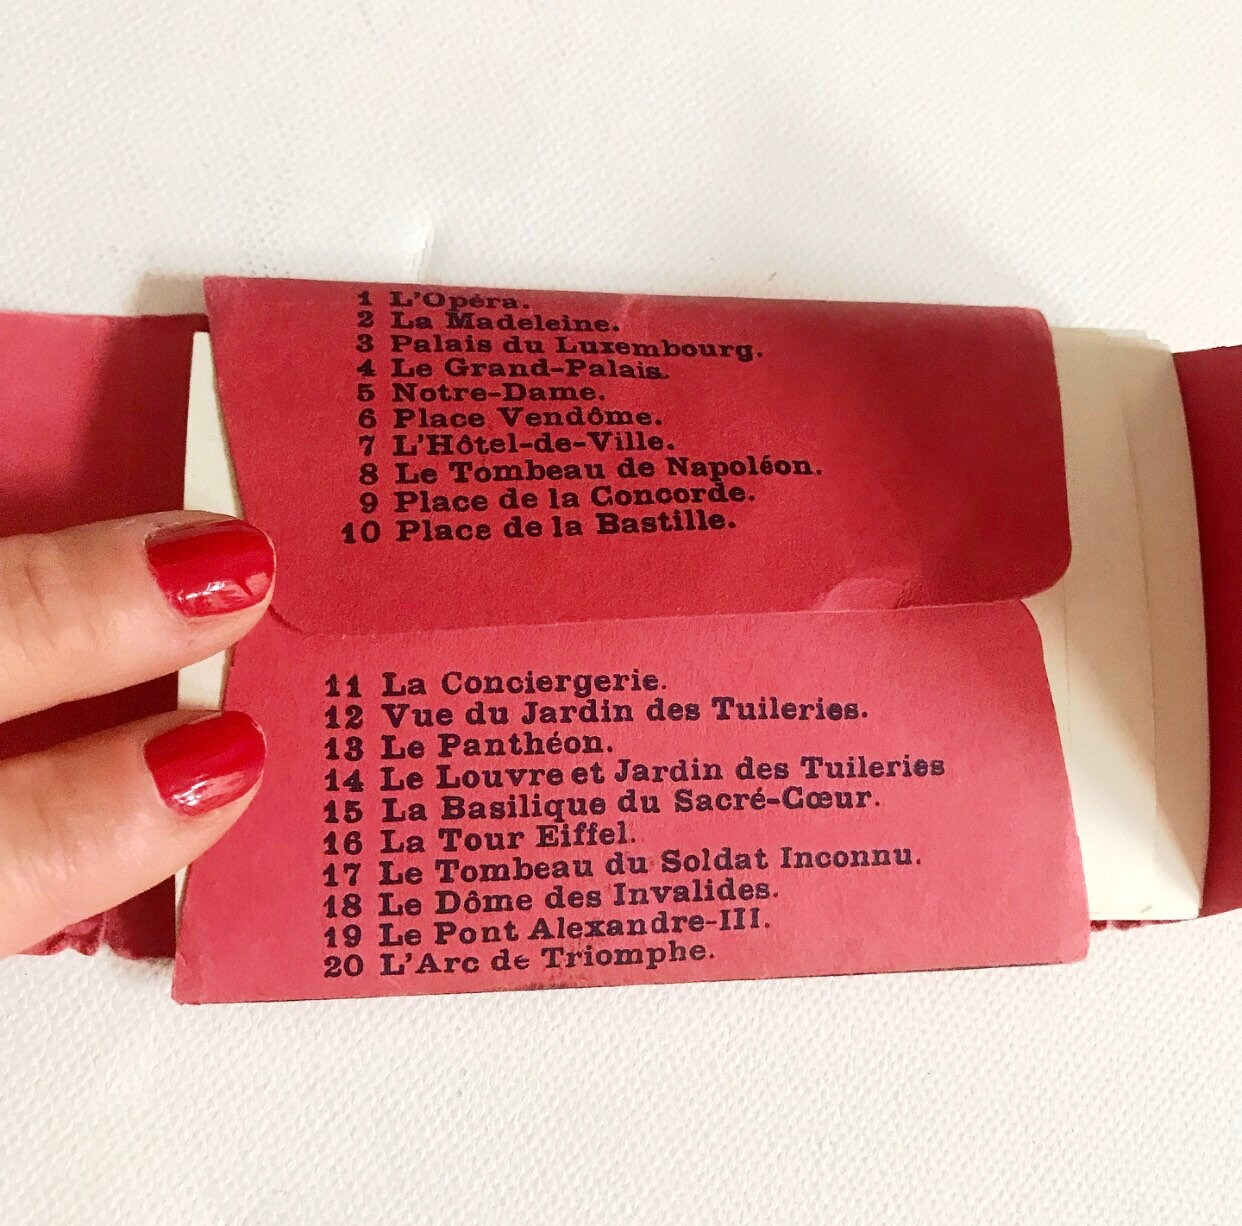 1 L'Opéra.
2 La Madeleine.
3 Palais du Luxembourg.
4 Le Grand-Palais.
5 Notre-Dame.
6 Place Vendôme.
7 L'Hôtel-de-Ville.
8 Le Tombeau de Napoléon.
9 Place de la Concorde.
10 Place de la Bastille.
11 La Conciergerie.
12 Vue du Jardin des Tuileries.
13 Le Panthéon.
14 Le Louvre et Jardin des Tuileries
15 La Basilique du Sacré-Cœur.
16 La Tour Eiffel.
17 Le Tombeau du Soldat Inconnu.
18 Le Dôme des Invalides.
19 Le Pont Alexandre-III.
20 L'Arc de Triomphe.